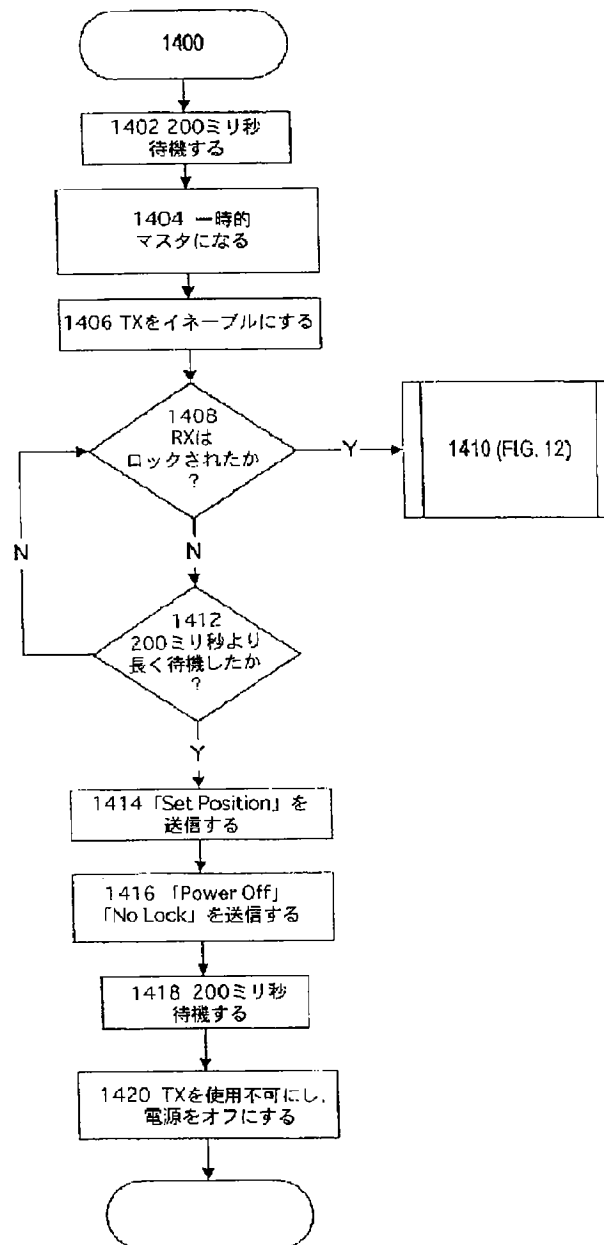 1400
1402 200ミリ秒
待機する
1404 一時的
マスタになる
1406 TXをイネーブルにする
1408
RXは
ロックされたか
?
Y
1410 (FIG. 12)
N
N
1412
200ミリ秒より
長く待機したか
?
Y
1414「Set Position」を
送信する
1416 「Power Off」
「No Lock」を送信する
1418 200ミリ秒
待機する
1420 TXを使用不可にし,
電源をオフにする